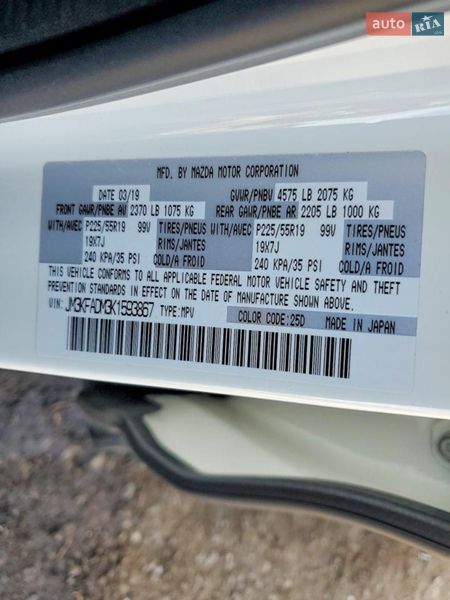 auto RIA
.com
MFD. BY MAZDA MOTOR CORPORATION
DATE 03/19 GVWR/PNBV 4575 LB 2075 KG
FRONT GAWR/PNBE AV 2370 LB 1075 KG REAR GAWR/PNBE AR 2205 LB 1000 KG
WITH/AVEC P225/55R19 99V TIRES/PNEUS WITH/AVEC P225/55R19 99V TIRES/PNEUS
19X7J RIMS/JANTES 19X7J RIMS/JANTES
240 KPA/35 PSI COLD/A FROID 240 KPA/35 PSI COLD/A FROID
THIS VEHICLE CONFORMS TO ALL APPLICABLE FEDERAL MOTOR VEHICLE SAFETY AND THEFT
PREVENTION STANDARDS IN EFFECT ON THE DATE OF MANUFACTURE SHOWN ABOVE.
VIN: JM3KFADM3K1593867 TYPE:MPV COLOR CODE:25D MADE IN JAPAN